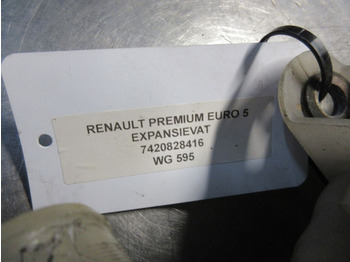 RENAULT PREMIUM EURO 5
EXPANSIEVAT
7420828416
WG 595